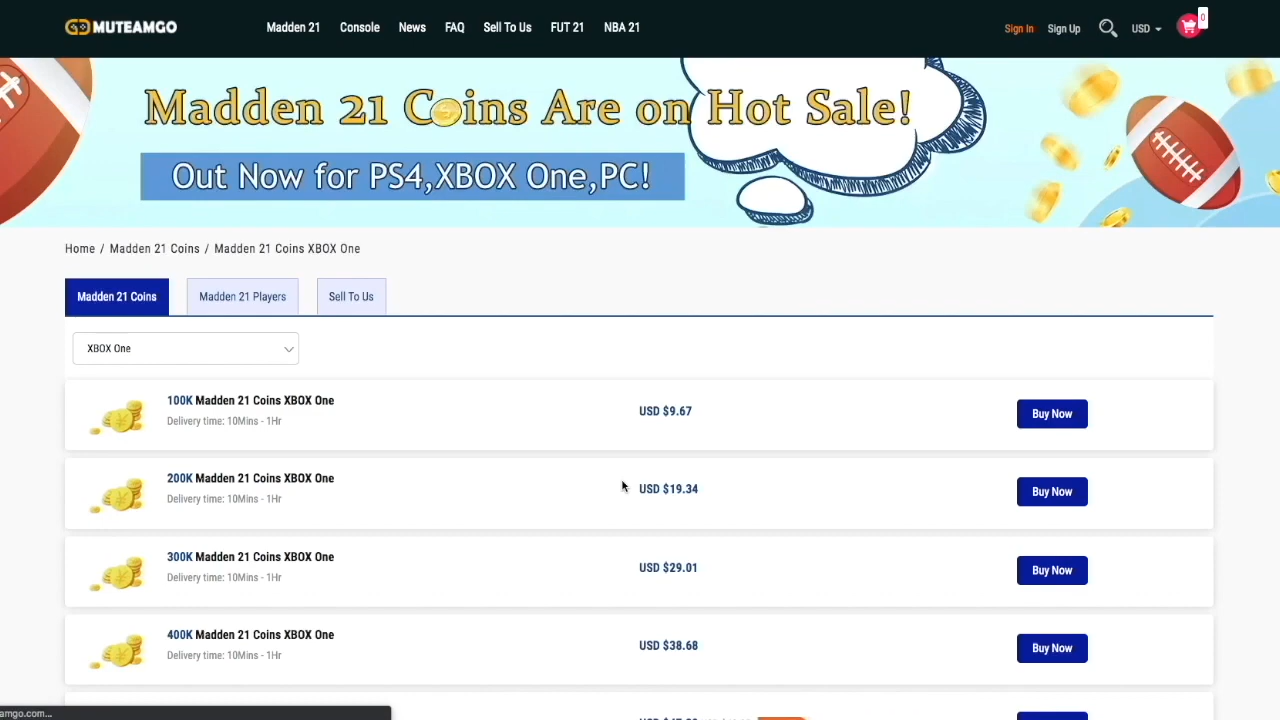 MUTEAMGO
Madden 21 Console News FAQ Sell To Us FUT 21 NBA 21
Sign In Sign Up USD 0
Madden 21 Coins Are on Hot Sale!
Out Now for PS4,XBOX One,PC!
Home / Madden 21 Coins / Madden 21 Coins XBOX One
Madden 21 Coins Madden 21 Players Sell To Us
XBOX One
100K Madden 21 Coins XBOX One
Delivery time: 10Mins - 1Hr
USD $9.67
Buy Now
200K Madden 21 Coins XBOX One
Delivery time: 10Mins - 1Hr
USD $19.34
Buy Now
300K Madden 21 Coins XBOX One
Delivery time: 10Mins - 1Hr
USD $29.01
Buy Now
400K Madden 21 Coins XBOX One
Delivery time: 10Mins - 1Hr
USD $38.68
Buy Now
amgo.com...